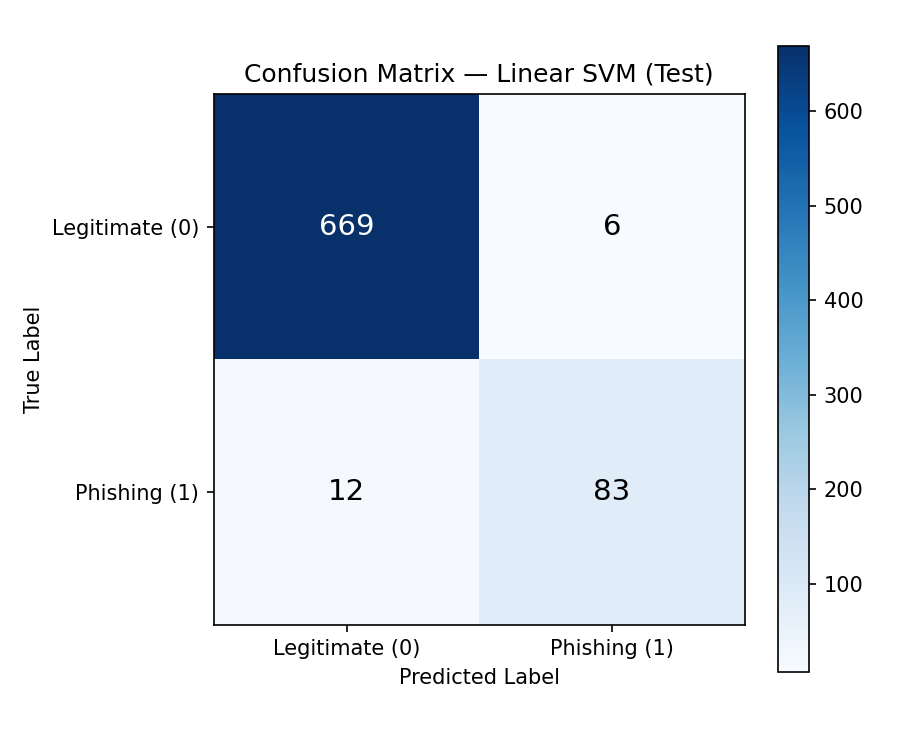 Confusion Matrix — Linear SVM (Test)
True Label
Legitimate (0)
669
6
Phishing (1)
12
83
Legitimate (0)
Phishing (1)
Predicted Label
600
500
400
300
200
100